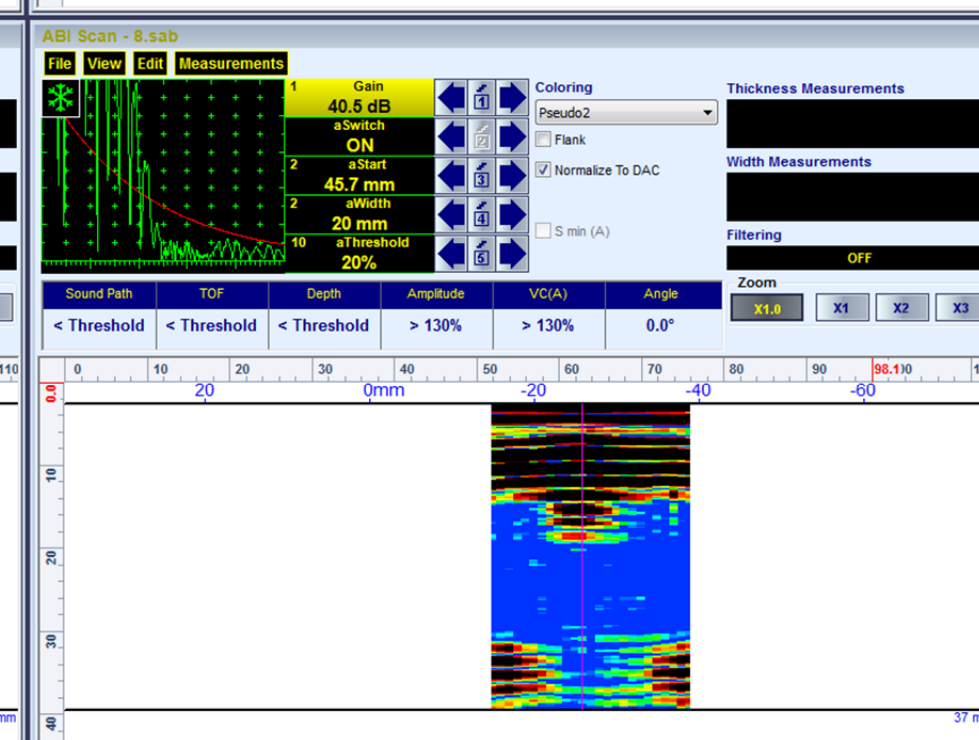 ABI Scan - 8.sab
File View Edit Measurements
1 Gain
40.5 dB
1
aSwitch
ON
2
2 aStart
45.7 mm
3
2 aWidth
20 mm
4
10 aThreshold
20%
5
Coloring
Pseudo2
Flank
Normalize To DAC
S min (A)
Thickness Measurements
Width Measurements
Filtering
OFF
Zoom
X1.0 X1 X2 X3
Sound Path TOF Depth Amplitude VC(A) Angle
< Threshold < Threshold < Threshold > 130% > 130% 0.0°
110 0 10 20 30 40 50 60 70 80 90 98.1
20 0mm -20 -40 -60
0.0
10
20
30
40
mm
37 m